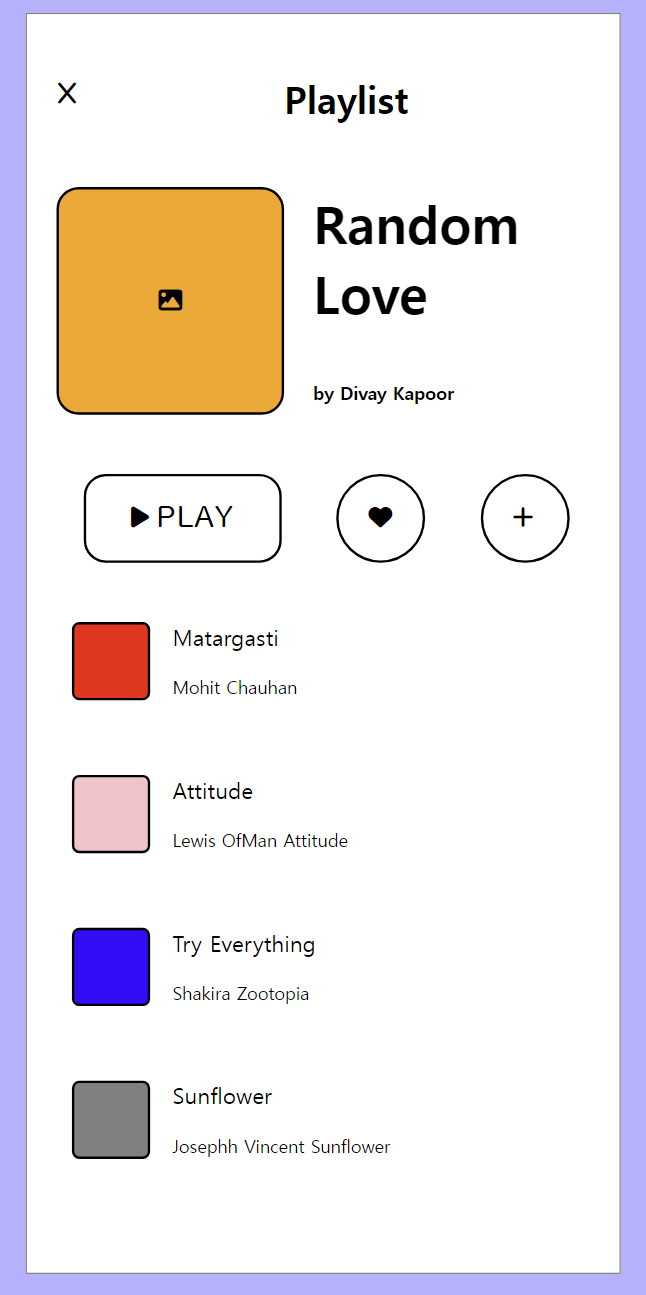 X
Playlist
Random
Love
by Divay Kapoor
PLAY
Matargasti
Mohit Chauhan
Attitude
Lewis OfMan Attitude
Try Everything
Shakira Zootopia
Sunflower
Josephh Vincent Sunflower